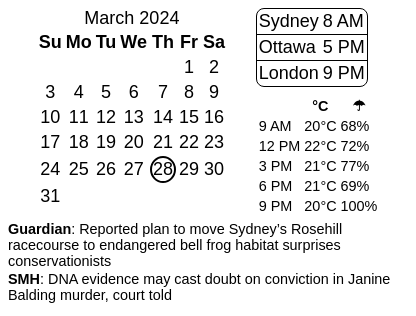 March 2024
Su Mo Tu We Th Fr Sa
1 2
3 4 5 6 7 8 9
10 11 12 13 14 15 16
17 18 19 20 21 22 23
24 25 26 27 28 29 30
31
Sydney 8 AM
Ottawa 5 PM
London 9 PM
°C ☂
9 AM 20°C 68%
12 PM 22°C 72%
3 PM 21°C 77%
6 PM 21°C 69%
9 PM 20°C 100%
Guardian: Reported plan to move Sydney's Rosehill
racecourse to endangered bell frog habitat surprises
conservationists
SMH: DNA evidence may cast doubt on conviction in Janine
Balding murder, court told